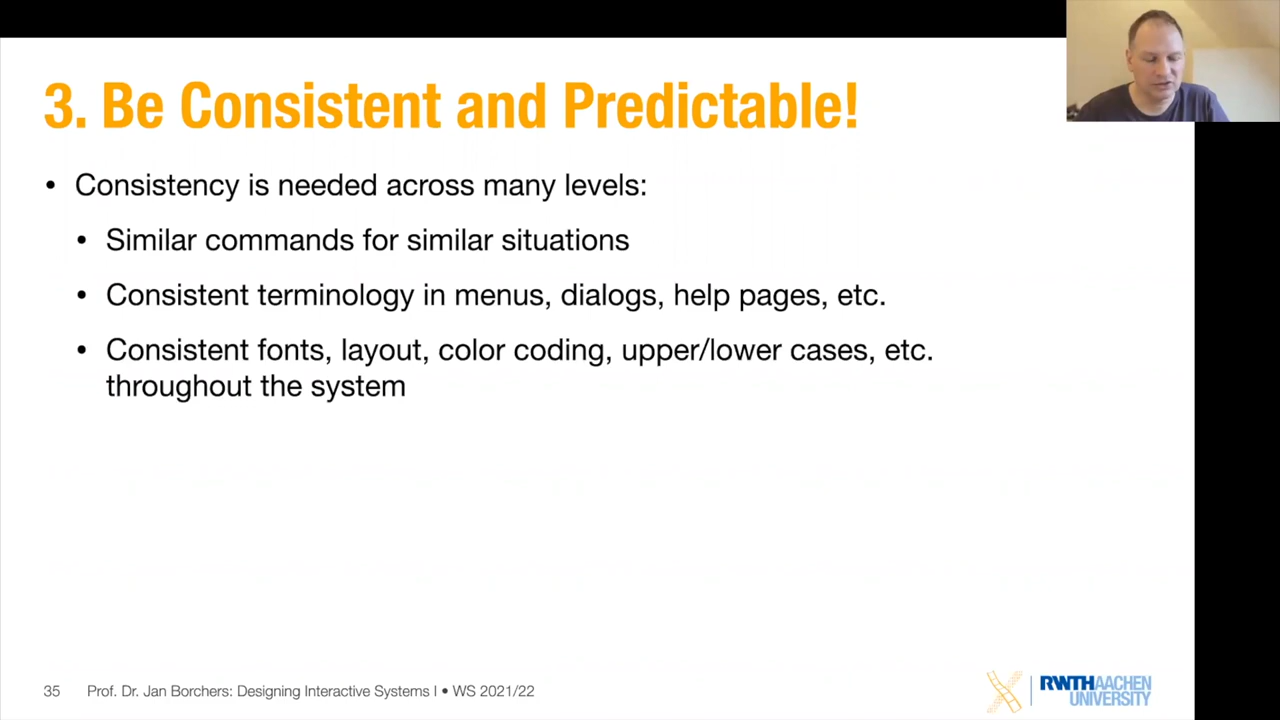 3. Be Consistent and Predictable!
• Consistency is needed across many levels:
• Similar commands for similar situations
• Consistent terminology in menus, dialogs, help pages, etc.
• Consistent fonts, layout, color coding, upper/lower cases, etc.
throughout the system
35 Prof. Dr. Jan Borchers: Designing Interactive Systems I • WS 2021/22
RWTH AACHEN
UNIVERSITY